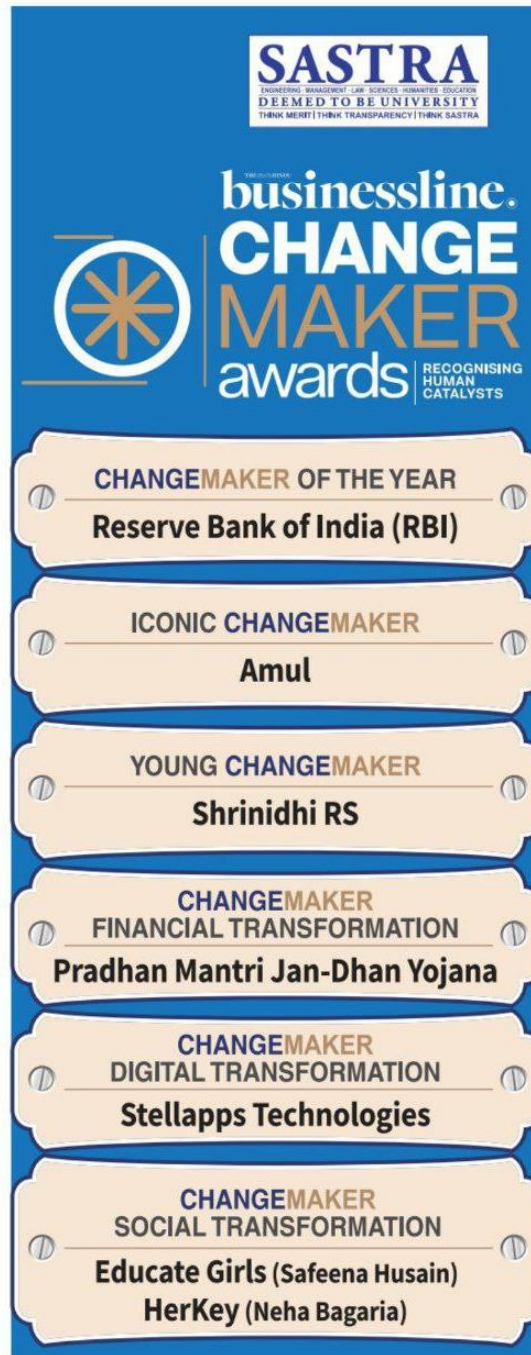 SASTRA
ENGINEERING · MANAGEMENT · LAW · SCIENCES · HUMANITIES · EDUCATION
DEEMED TO BE UNIVERSITY
THINK MERIT | THINK TRANSPARENCY | THINK SASTRA
businessline.
CHANGE
MAKER
awards
RECOGNISING
HUMAN
CATALYSTS
CHANGEMAKER OF THE YEAR
Reserve Bank of India (RBI)
ICONIC CHANGEMAKER
Amul
YOUNG CHANGEMAKER
Shrinidhi RS
CHANGEMAKER
FINANCIAL TRANSFORMATION
Pradhan Mantri Jan-Dhan Yojana
CHANGEMAKER
DIGITAL TRANSFORMATION
Stellapps Technologies
CHANGEMAKER
SOCIAL TRANSFORMATION
Educate Girls (Safeena Husain)
HerKey (Neha Bagaria)